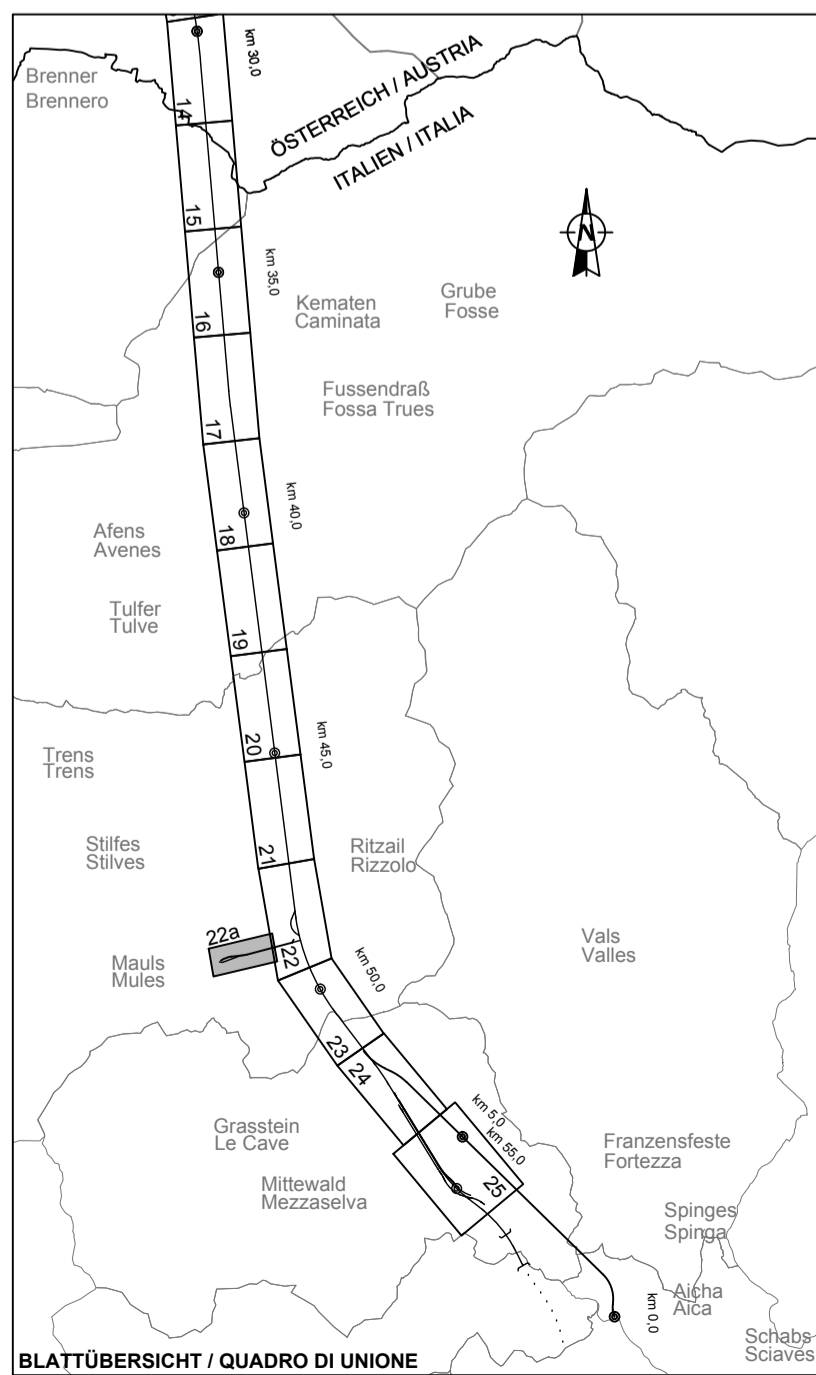 km 30,0
Brenner
Brennero
ÖSTERREICH / AUSTRIA
ITALIEN / ITALIA
14
15
N
km 35,0
16
Kematen
Caminata
Grube
Fosse
Fussendraß
Fossa Trues
17
km 40,0
18
Afens
Avenes
Tulfer
Tulve
19
km 45,0
20
Trens
Trens
Stilfes
Stilves
21
Ritzail
Rizzolo
22a
22
Mauls
Mules
km 50,0
Vals
Valles
23
24
km 5,0
km 55,0
25
Grasstein
Le Cave
Mittewald
Mezzaselva
Franzensfeste
Fortezza
Spinges
Spinga
Aicha
Aica
km 0,0
Schabs
Sciaves
BLATTÜBERSICHT / QUADRO DI UNIONE